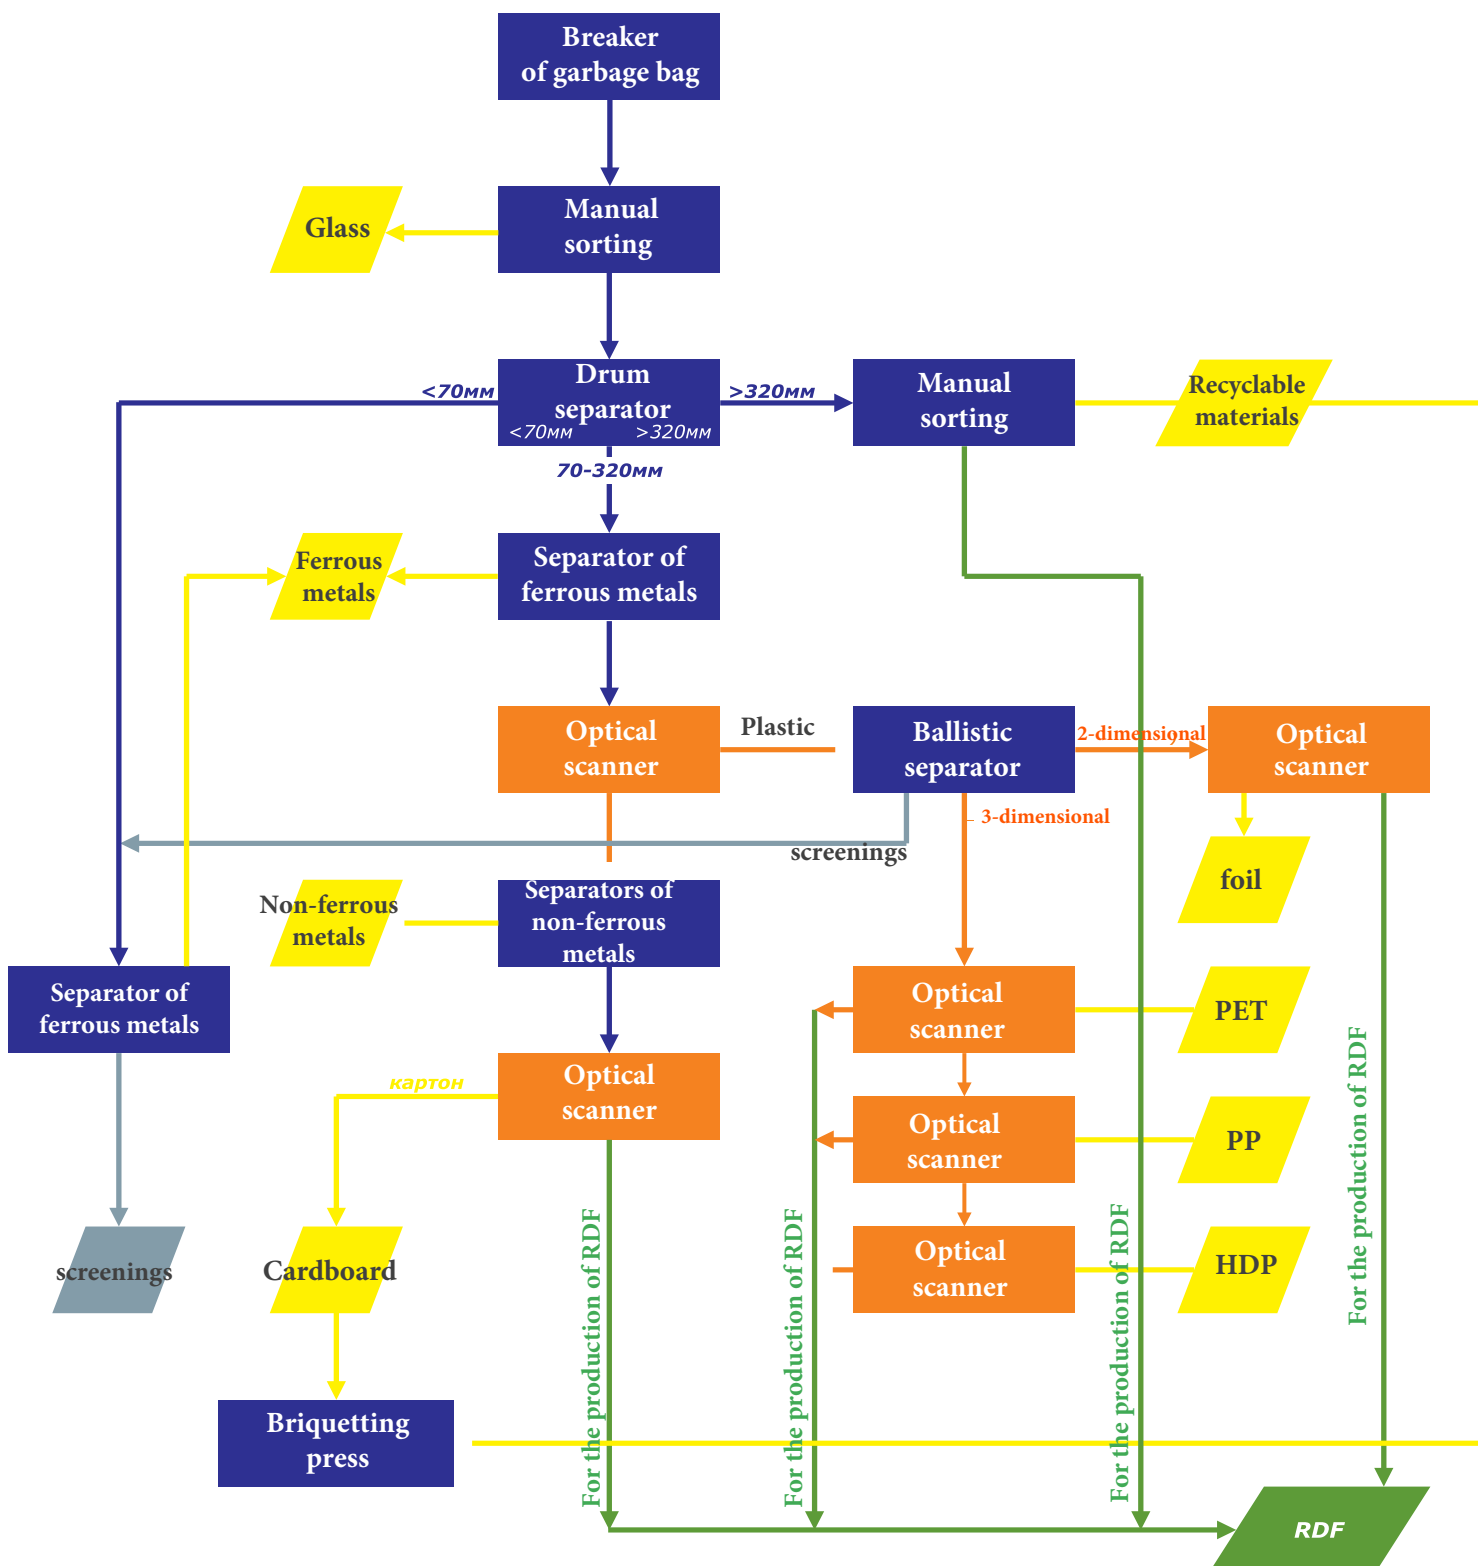 Breaker
of garbage bag
Glass
Manual
sorting
Drum
separator
<70мм
>320мм
<70мм
>320мм
70-320мм
Manual
sorting
Recyclable
materials
Ferrous
metals
Separator of
ferrous metals
Optical
scanner
Plastic
Ballistic
separator
2-dimensional
Optical
scanner
3-dimensional
screenings
foil
Non-ferrous
metals
Separators of
non-ferrous
metals
Separator of
ferrous metals
Optical
scanner
PET
картон
Optical
scanner
Optical
scanner
PP
screenings
Cardboard
Optical
scanner
HDP
For the production of RDF
For the production of RDF
For the production of RDF
For the production of RDF
Briquetting
press
RDF